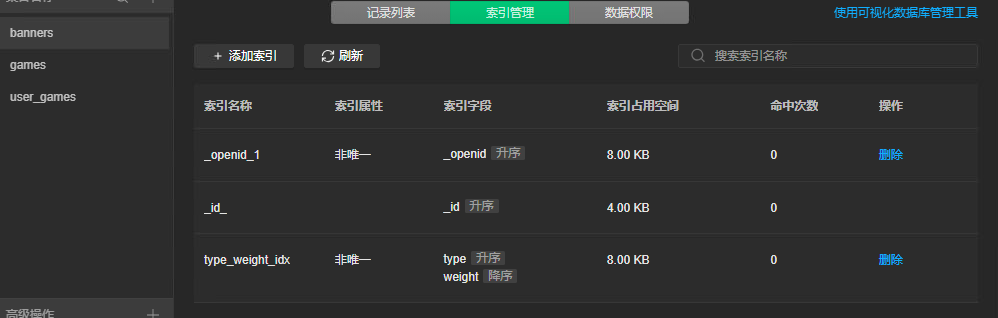 记录列表 索引管理 数据权限 使用可视化数据库管理工具
banners
games
user_games
+ 添加索引 刷新 搜索索引名称
索引名称 索引属性 索引字段 索引占用空间 命中次数 操作
_openid_1 非唯一 _openid 升序 8.00 KB 0 删除
_id_ _id 升序 4.00 KB 0
type_weight_idx 非唯一 type 升序 8.00 KB 0 删除
weight 降序
高级操作 +